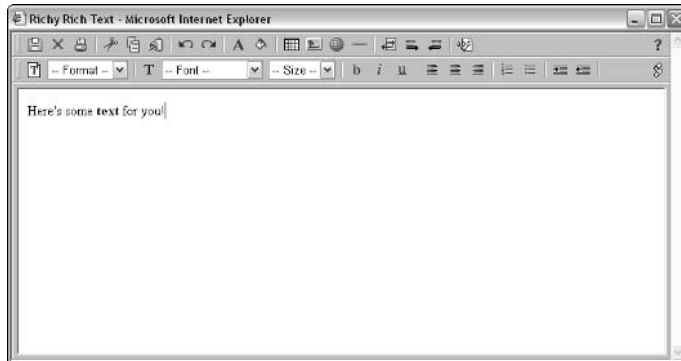 Richy Rich Text - Microsoft Internet Explorer
A ?
-- Format -- T -- Font -- -- Size -- b i u
Here's some text for you!